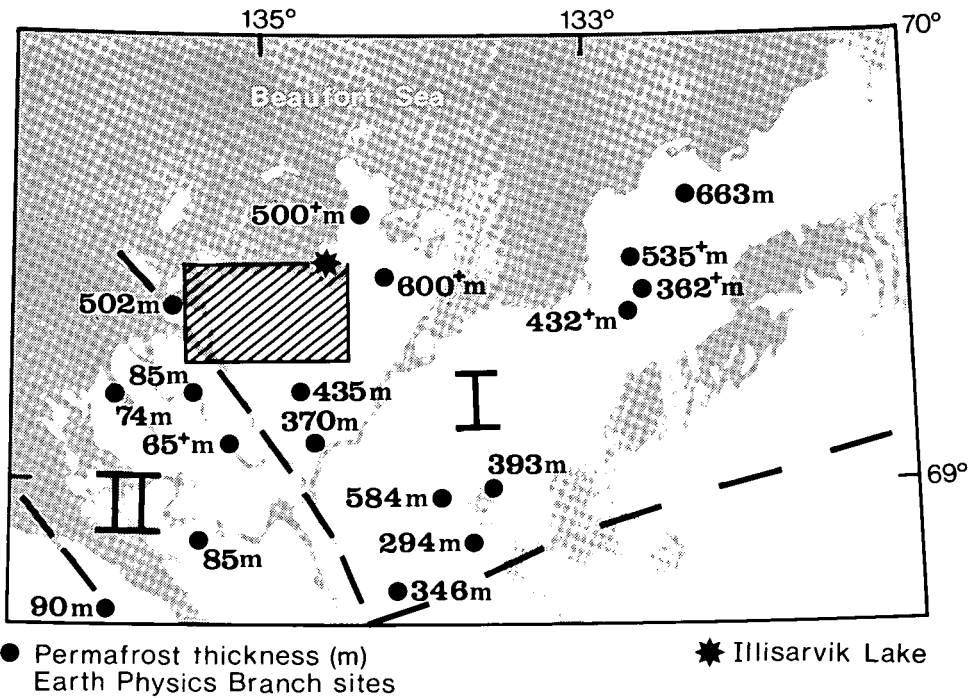 135°
133°
70°
Beaufort Sea
663m
500⁺m
535⁺m
600⁺m
362⁺m
502m
432⁺m
85m
435m
74m
370m
I
65⁺m
393m
69°
II
584m
294m
85m
346m
90m
Permafrost thickness (m)
Earth Physics Branch sites
Illisarvik Lake